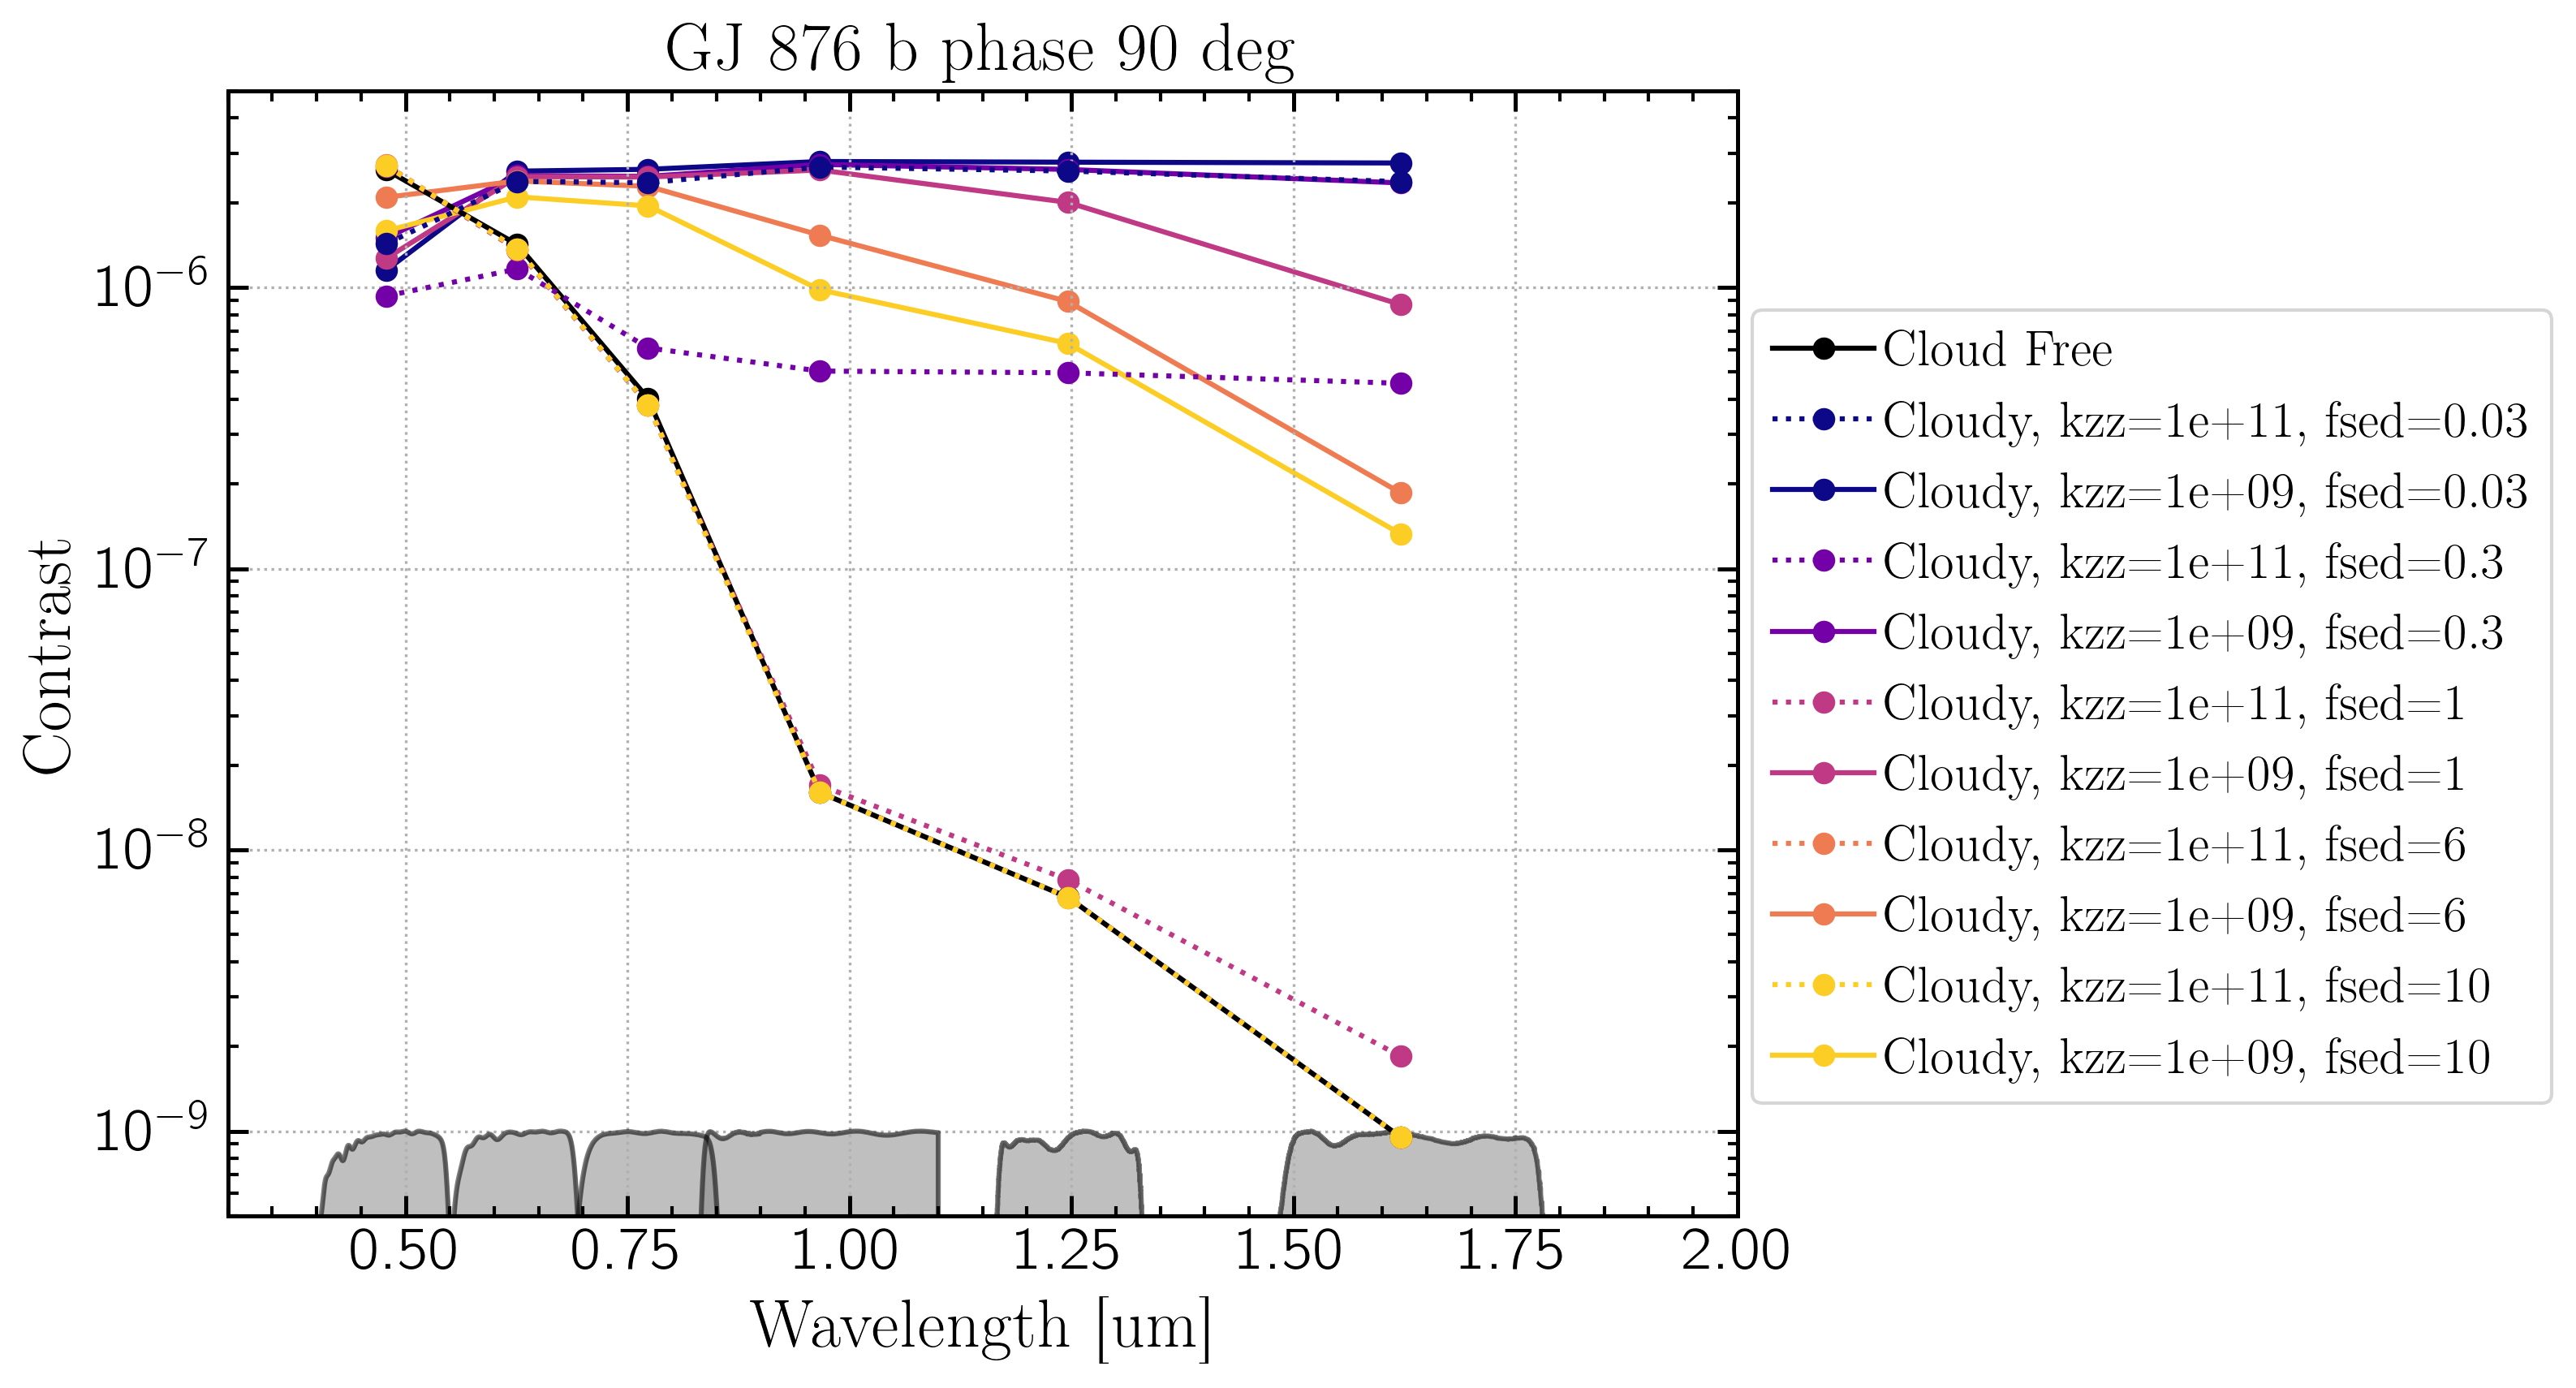 GJ 876 b phase 90 deg
Contrast
10⁻⁶
10⁻⁷
10⁻⁸
10⁻⁹
0.50 0.75 1.00 1.25 1.50 1.75 2.00
Wavelength [um]
Cloud Free
Cloudy, kzz=1e+11, fsed=0.03
Cloudy, kzz=1e+09, fsed=0.03
Cloudy, kzz=1e+11, fsed=0.3
Cloudy, kzz=1e+09, fsed=0.3
Cloudy, kzz=1e+11, fsed=1
Cloudy, kzz=1e+09, fsed=1
Cloudy, kzz=1e+11, fsed=6
Cloudy, kzz=1e+09, fsed=6
Cloudy, kzz=1e+11, fsed=10
Cloudy, kzz=1e+09, fsed=10